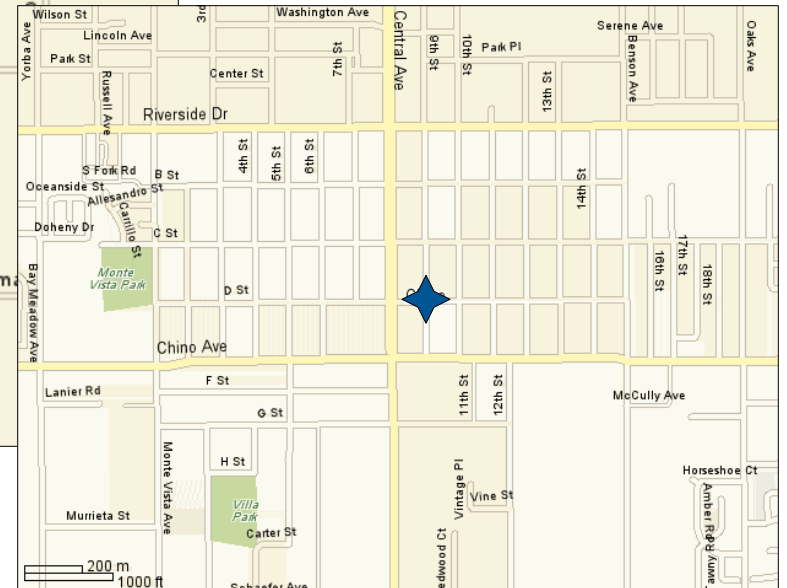 Wilson St
Washington Ave
Lincoln Ave
Park St
Center St
Yorba Ave
Russell Ave
7th St
Central Ave
9th St
10th St
Park Pl
13th St
Serene Ave
Benson Ave
Oaks Ave
Riverside Dr
4th St
5th St
6th St
14th St
S Fork Rd
B St
Oceanside St
Allesandro St
Doheny Dr
Carrillo St
C St
16th St
17th St
18th St
Monte
Vista Park
Bay Meadow Ave
D St
Chino Ave
F St
Lanier Rd
G St
11th St
12th St
McCully Ave
Monte Vista Ave
H St
Villa
Park
Vintage Pl
Vine St
Horseshoe Ct
Amber Rd
Murrieta St
Carter St
200 m
1000 ft